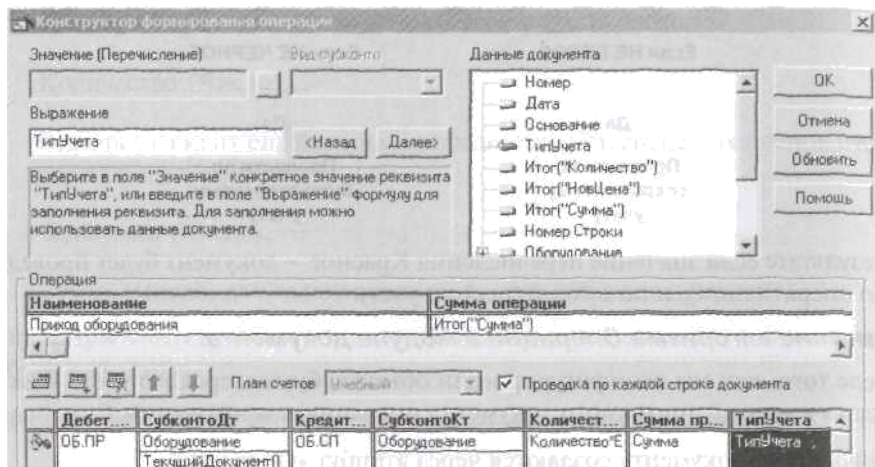 Конструктор формирования операции
Значение (Перечисление)
Вид субконто
Данные документа
Номер
Дата
Основание
ТипУчета
Итог("Количество")
Итог("НовЦена")
Итог("Сумма")
Номер Строки
Оборудование
OK
Отмена
Обновить
Помощь
Выражение
ТипУчета
<Назад
Далее>
Выберите в поле "Значение" конкретное значение реквизита
"ТипУчета", или введите в поле "Выражение" формулу для
заполнения реквизита. Для заполнения можно
использовать данные документа.
Операция
Наименование
Сумма операции
Приход оборудования
Итог("Сумма")
План счетов
Учебный
Проводка по каждой строке документа
Дебет... СубконтоДт Кредит... СубконтоКт Количест... Сумма пр... ТипУчета
ОБ.ПР Оборудование ОБ.СП Оборудование Количество*Е Сумма ТипУчета
ТекущийДокумент()